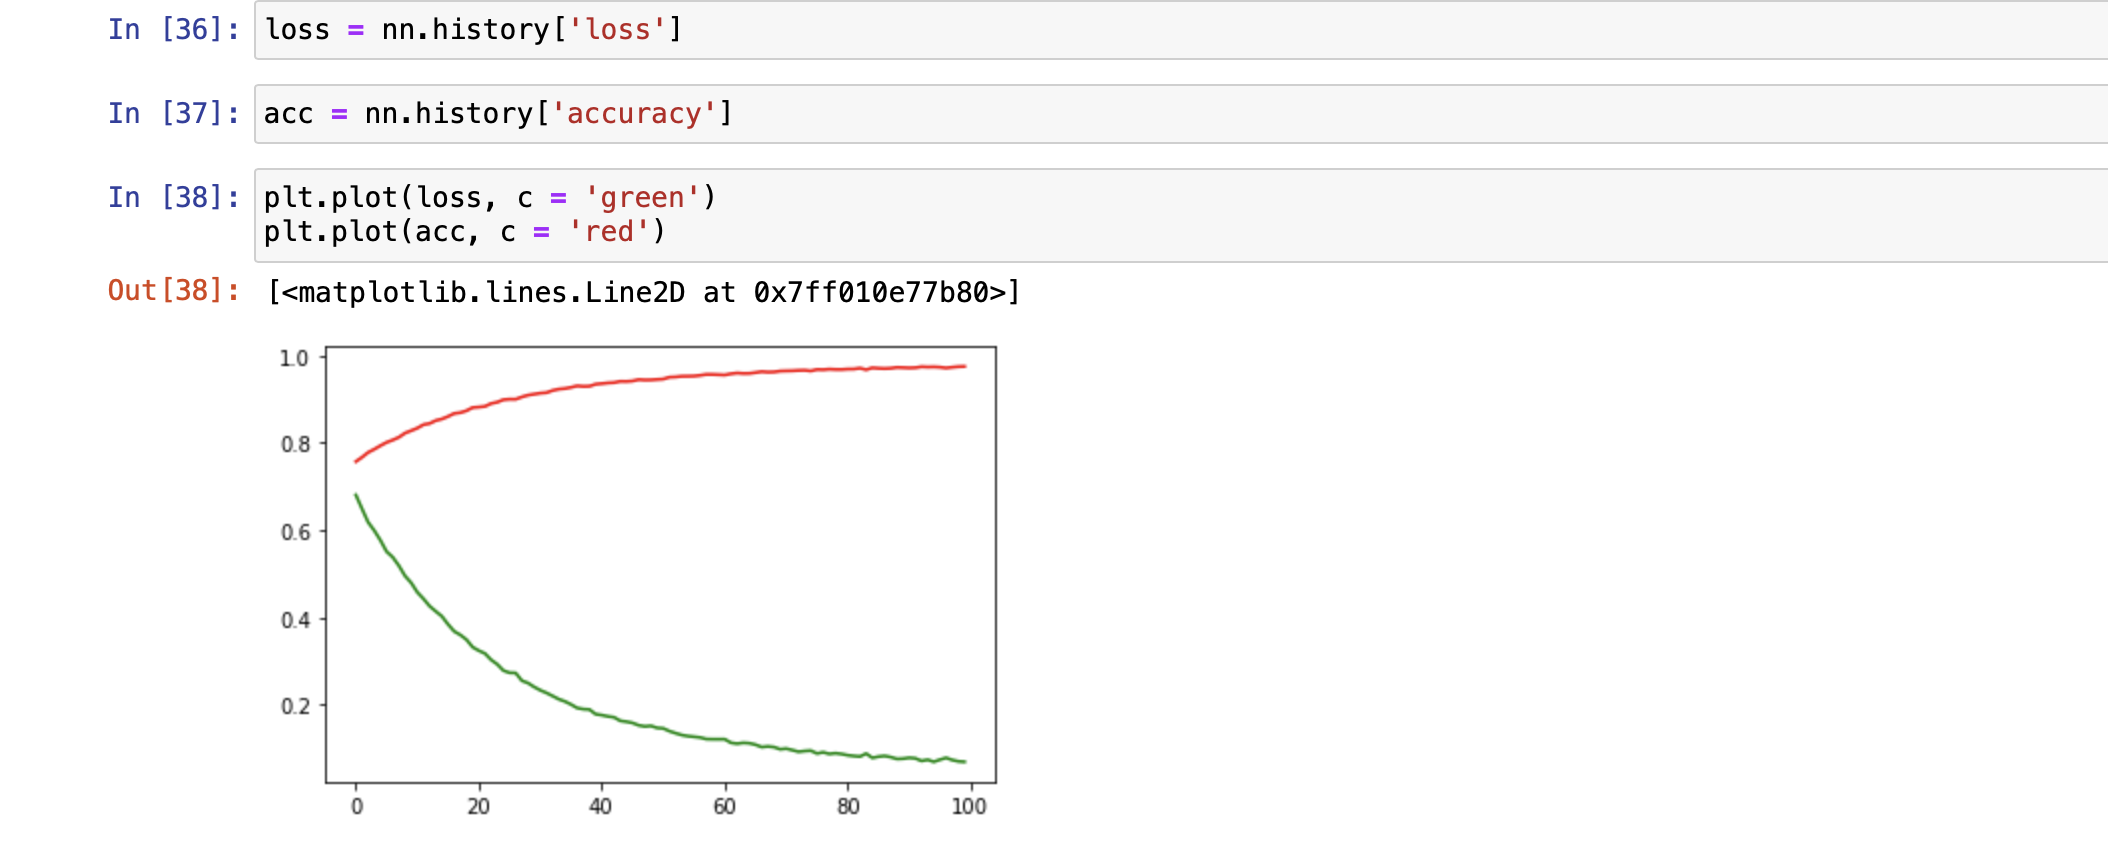 In [36]: loss = nn.history['loss']
In [37]: acc = nn.history['accuracy']
In [38]: plt.plot(loss, c = 'green')
plt.plot(acc, c = 'red')
Out[38]: [<matplotlib.lines.Line2D at 0x7ff010e77b80>]
1.0
0.8
0.6
0.4
0.2
0 20 40 60 80 100